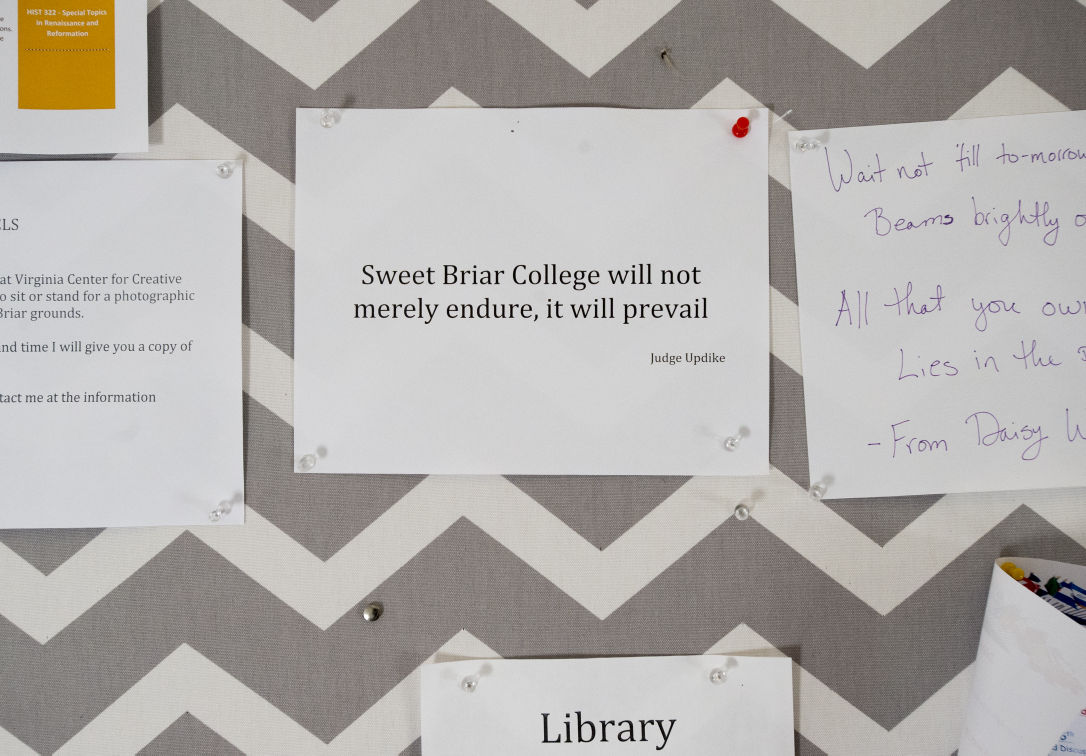 HIST 322 - Special Topics
in Renaissance and
Reformation
at Virginia Center for Creative
o sit or stand for a photographic
Briar grounds.
nd time I will give you a copy of
tact me at the information
Sweet Briar College will not
merely endure, it will prevail
Judge Updike
Wait not 'till to-morrow
Beams brightly
All that you
Lies in the
- From Daisy
Library